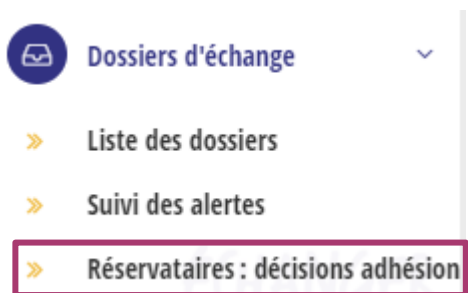 Dossiers d'échange
Liste des dossiers
Suivi des alertes
Réservataires : décisions adhésion